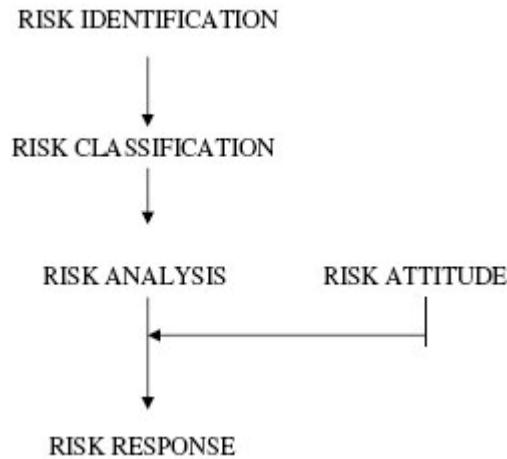 RISK IDENTIFICATION
RISK CLASSIFICATION
RISK ANALYSIS
RISK ATTITUDE
RISK RESPONSE